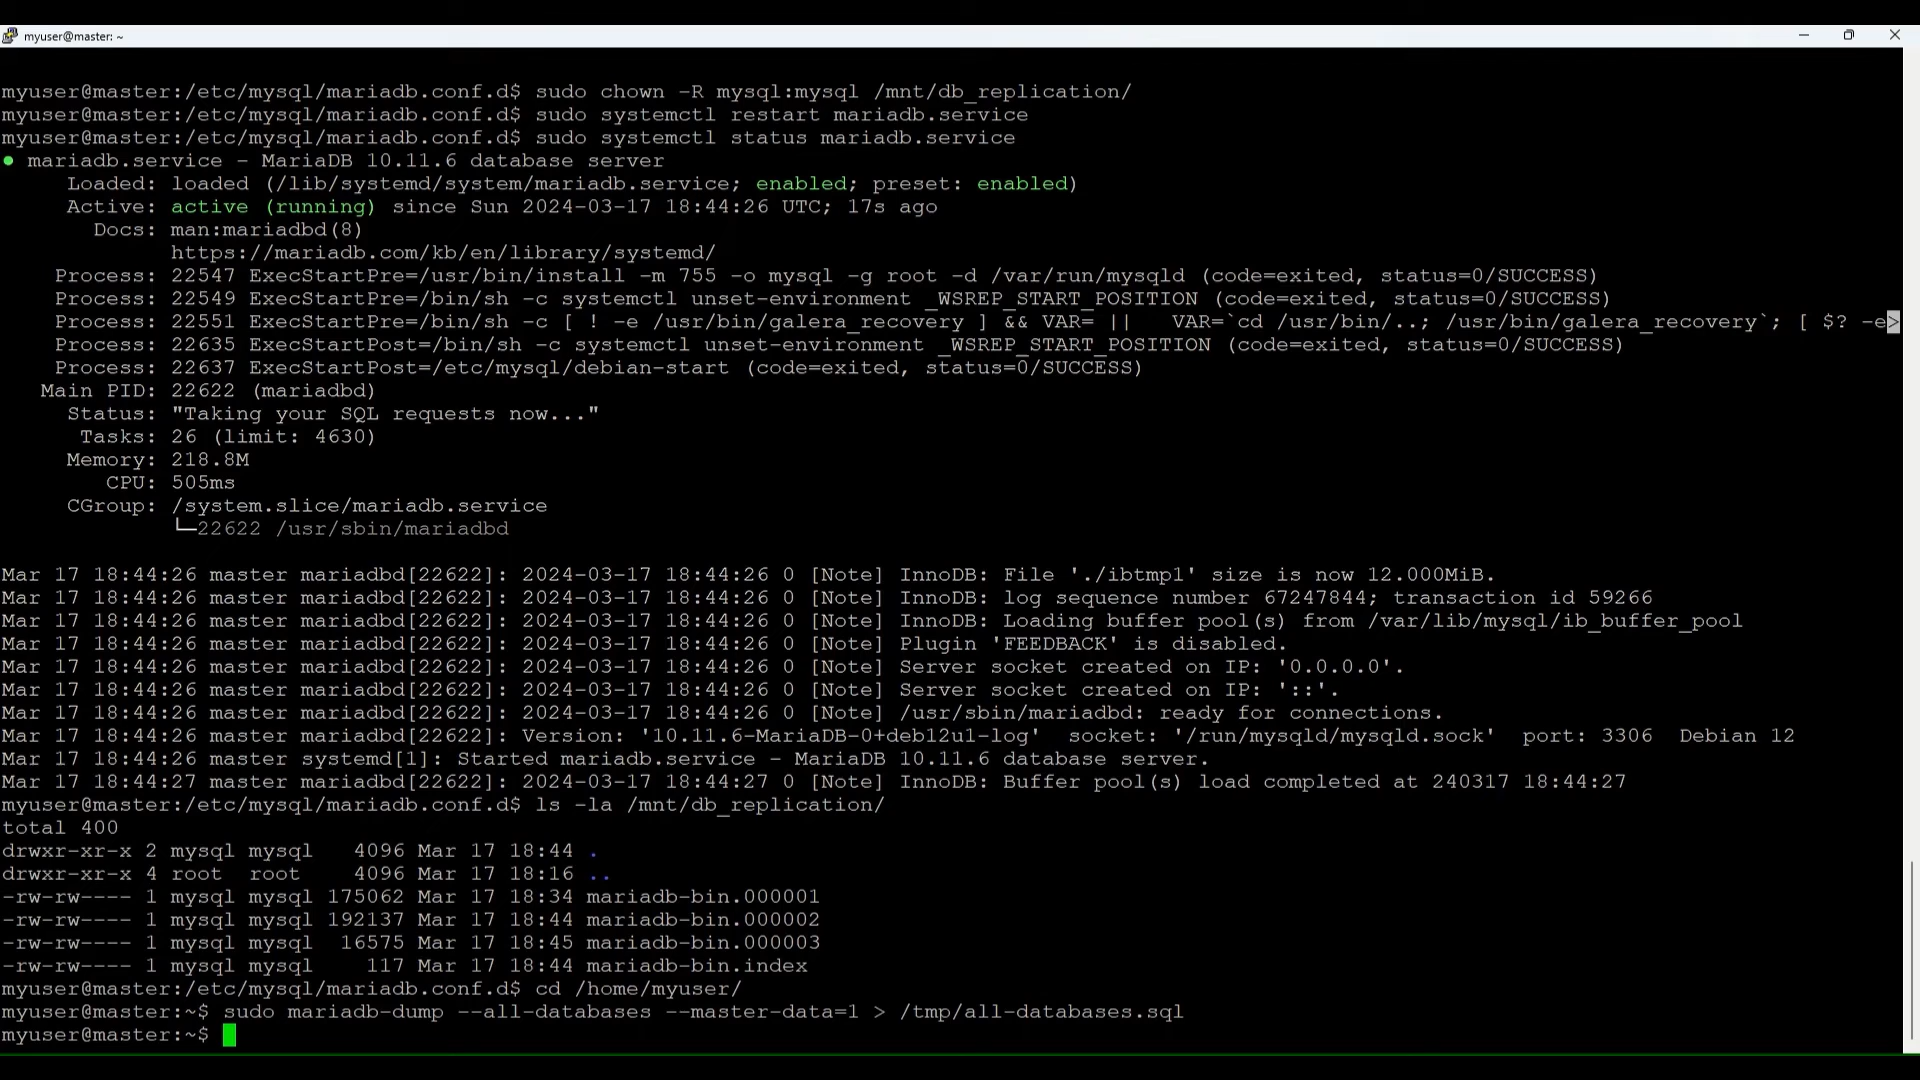 myuser@master: ~
myuser@master:/etc/mysql/mariadb.conf.d$ sudo chown -R mysql:mysql /mnt/db_replication/
myuser@master:/etc/mysql/mariadb.conf.d$ sudo systemctl restart mariadb.service
myuser@master:/etc/mysql/mariadb.conf.d$ sudo systemctl status mariadb.service
● mariadb.service - MariaDB 10.11.6 database server
     Loaded: loaded (/lib/systemd/system/mariadb.service; enabled; preset: enabled)
     Active: active (running) since Sun 2024-03-17 18:44:26 UTC; 17s ago
       Docs: man:mariadbd(8)
             https://mariadb.com/kb/en/library/systemd/
    Process: 22547 ExecStartPre=/usr/bin/install -m 755 -o mysql -g root -d /var/run/mysqld (code=exited, status=0/SUCCESS)
    Process: 22549 ExecStartPre=/bin/sh -c systemctl unset-environment _WSREP_START_POSITION (code=exited, status=0/SUCCESS)
    Process: 22551 ExecStartPre=/bin/sh -c [ ! -e /usr/bin/galera_recovery ] && VAR= ||   VAR=`cd /usr/bin/..; /usr/bin/galera_recovery`; [ $? -e>
    Process: 22635 ExecStartPost=/bin/sh -c systemctl unset-environment _WSREP_START_POSITION (code=exited, status=0/SUCCESS)
    Process: 22637 ExecStartPost=/etc/mysql/debian-start (code=exited, status=0/SUCCESS)
   Main PID: 22622 (mariadbd)
     Status: "Taking your SQL requests now..."
      Tasks: 26 (limit: 4630)
     Memory: 218.8M
        CPU: 505ms
     CGroup: /system.slice/mariadb.service
             └─22622 /usr/sbin/mariadbd
Mar 17 18:44:26 master mariadbd[22622]: 2024-03-17 18:44:26 0 [Note] InnoDB: File './ibtmp1' size is now 12.000MiB.
Mar 17 18:44:26 master mariadbd[22622]: 2024-03-17 18:44:26 0 [Note] InnoDB: log sequence number 67247844; transaction id 59266
Mar 17 18:44:26 master mariadbd[22622]: 2024-03-17 18:44:26 0 [Note] InnoDB: Loading buffer pool(s) from /var/lib/mysql/ib_buffer_pool
Mar 17 18:44:26 master mariadbd[22622]: 2024-03-17 18:44:26 0 [Note] Plugin 'FEEDBACK' is disabled.
Mar 17 18:44:26 master mariadbd[22622]: 2024-03-17 18:44:26 0 [Note] Server socket created on IP: '0.0.0.0'.
Mar 17 18:44:26 master mariadbd[22622]: 2024-03-17 18:44:26 0 [Note] Server socket created on IP: '::'.
Mar 17 18:44:26 master mariadbd[22622]: 2024-03-17 18:44:26 0 [Note] /usr/sbin/mariadbd: ready for connections.
Mar 17 18:44:26 master mariadbd[22622]: Version: '10.11.6-MariaDB-0+deb12u1-log'  socket: '/run/mysqld/mysqld.sock'  port: 3306  Debian 12
Mar 17 18:44:26 master systemd[1]: Started mariadb.service - MariaDB 10.11.6 database server.
Mar 17 18:44:27 master mariadbd[22622]: 2024-03-17 18:44:27 0 [Note] InnoDB: Buffer pool(s) load completed at 240317 18:44:27
myuser@master:/etc/mysql/mariadb.conf.d$ ls -la /mnt/db_replication/
total 400
drwxr-xr-x 2 mysql mysql   4096 Mar 17 18:44 .
drwxr-xr-x 4 root  root    4096 Mar 17 18:16 ..
-rw-rw---- 1 mysql mysql 175062 Mar 17 18:34 mariadb-bin.000001
-rw-rw---- 1 mysql mysql 192137 Mar 17 18:44 mariadb-bin.000002
-rw-rw---- 1 mysql mysql  16575 Mar 17 18:45 mariadb-bin.000003
-rw-rw---- 1 mysql mysql    117 Mar 17 18:44 mariadb-bin.index
myuser@master:/etc/mysql/mariadb.conf.d$ cd /home/myuser/
myuser@master:~$ sudo mariadb-dump --all-databases --master-data=1 > /tmp/all-databases.sql
myuser@master:~$